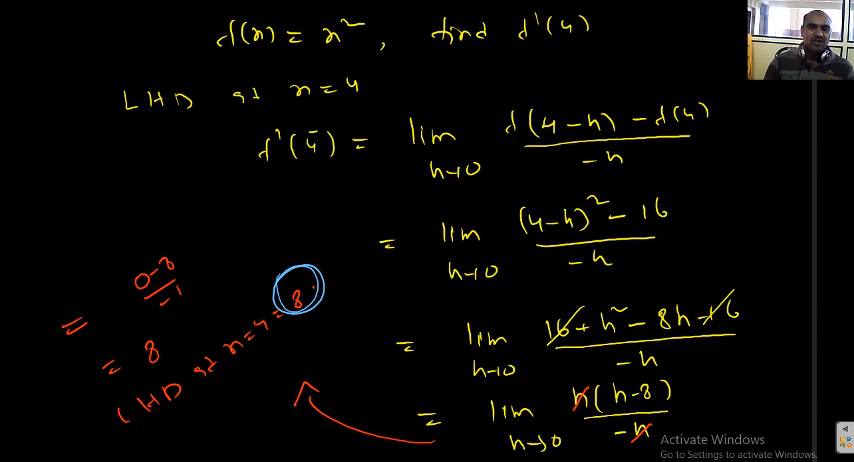 f(x) = x², find f'(4)
LHD at x = 4
f'(4⁻) = lim h→0 f(4 - h) - f(4) / -h
= lim h→0 (4 - h)² - 16 / -h
= lim h→0 16 + h² - 8h - 16 / -h
= lim h→0 h(h - 8) / -h
= 0 - 8 / -1
= 8
LHD at x = 4 = 8.
Activate Windows
Go to Settings to activate Windows.